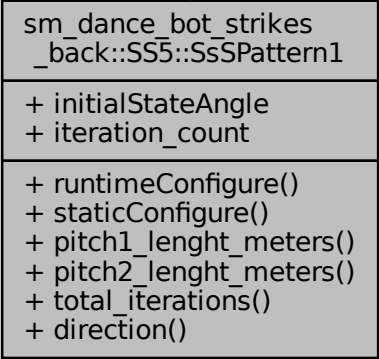 sm_dance_bot_strikes
_back::SS5::SsSPattern1
+ initialStateAngle
+ iteration_count
+ runtimeConfigure()
+ staticConfigure()
+ pitch1_lenght_meters()
+ pitch2_lenght_meters()
+ total_iterations()
+ direction()